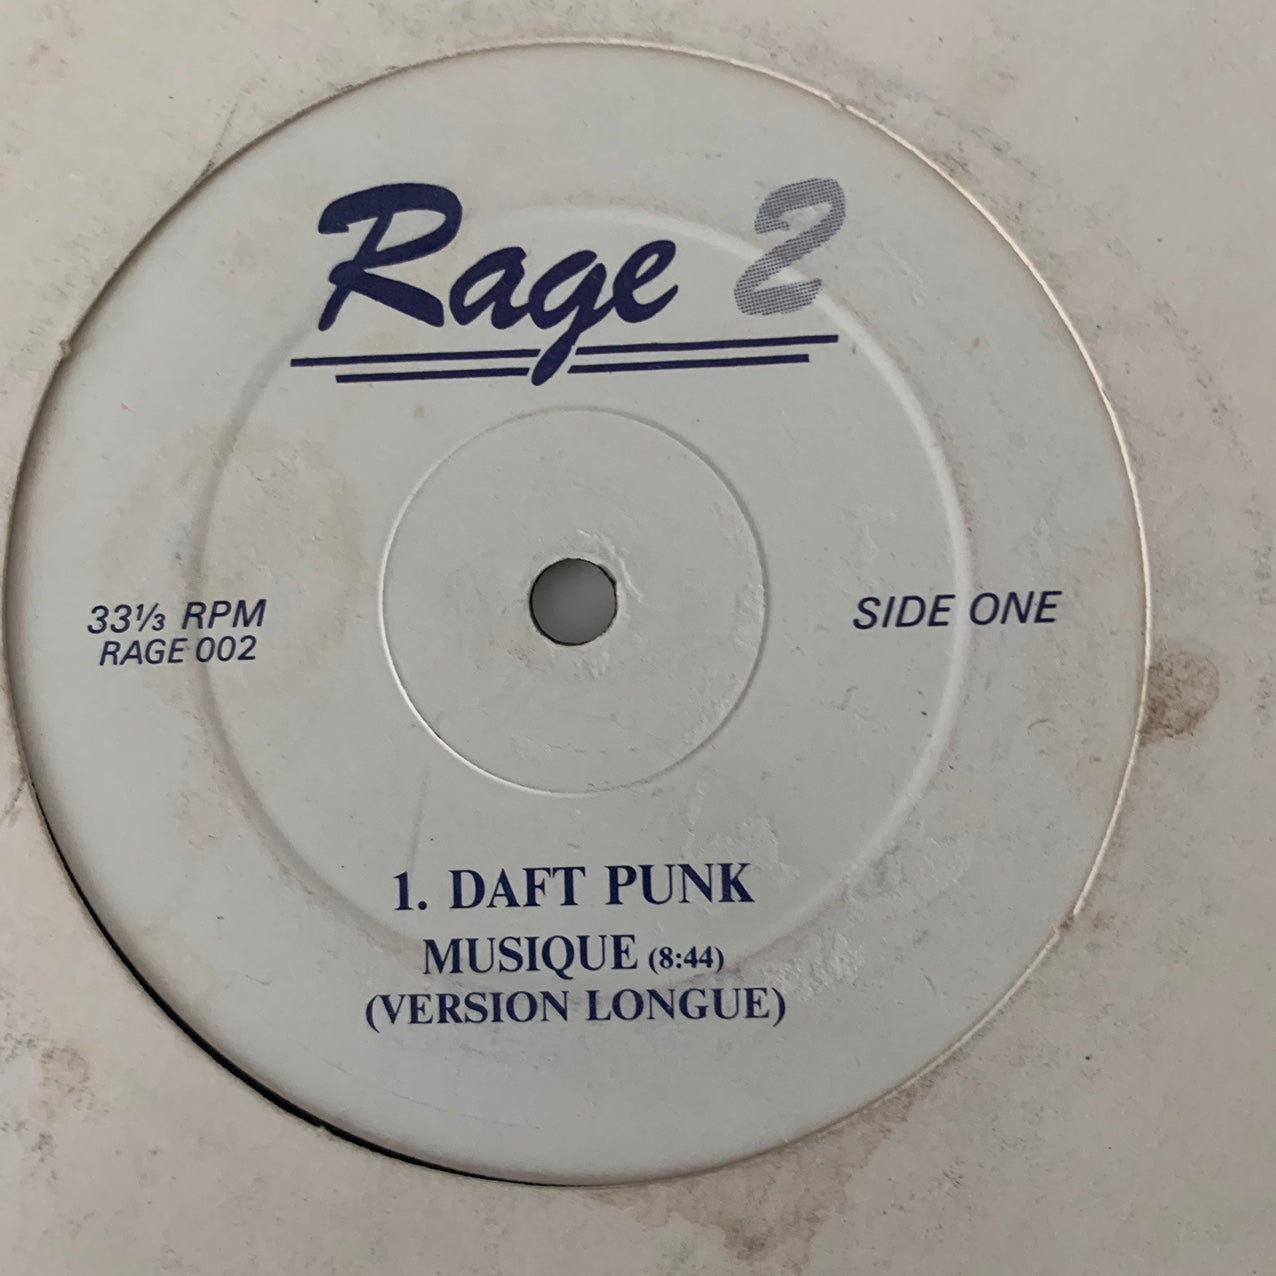 Rage 2
33⅓ RPM
RAGE 002
SIDE ONE
1. DAFT PUNK
MUSIQUE (8:44)
(VERSION LONGUE)